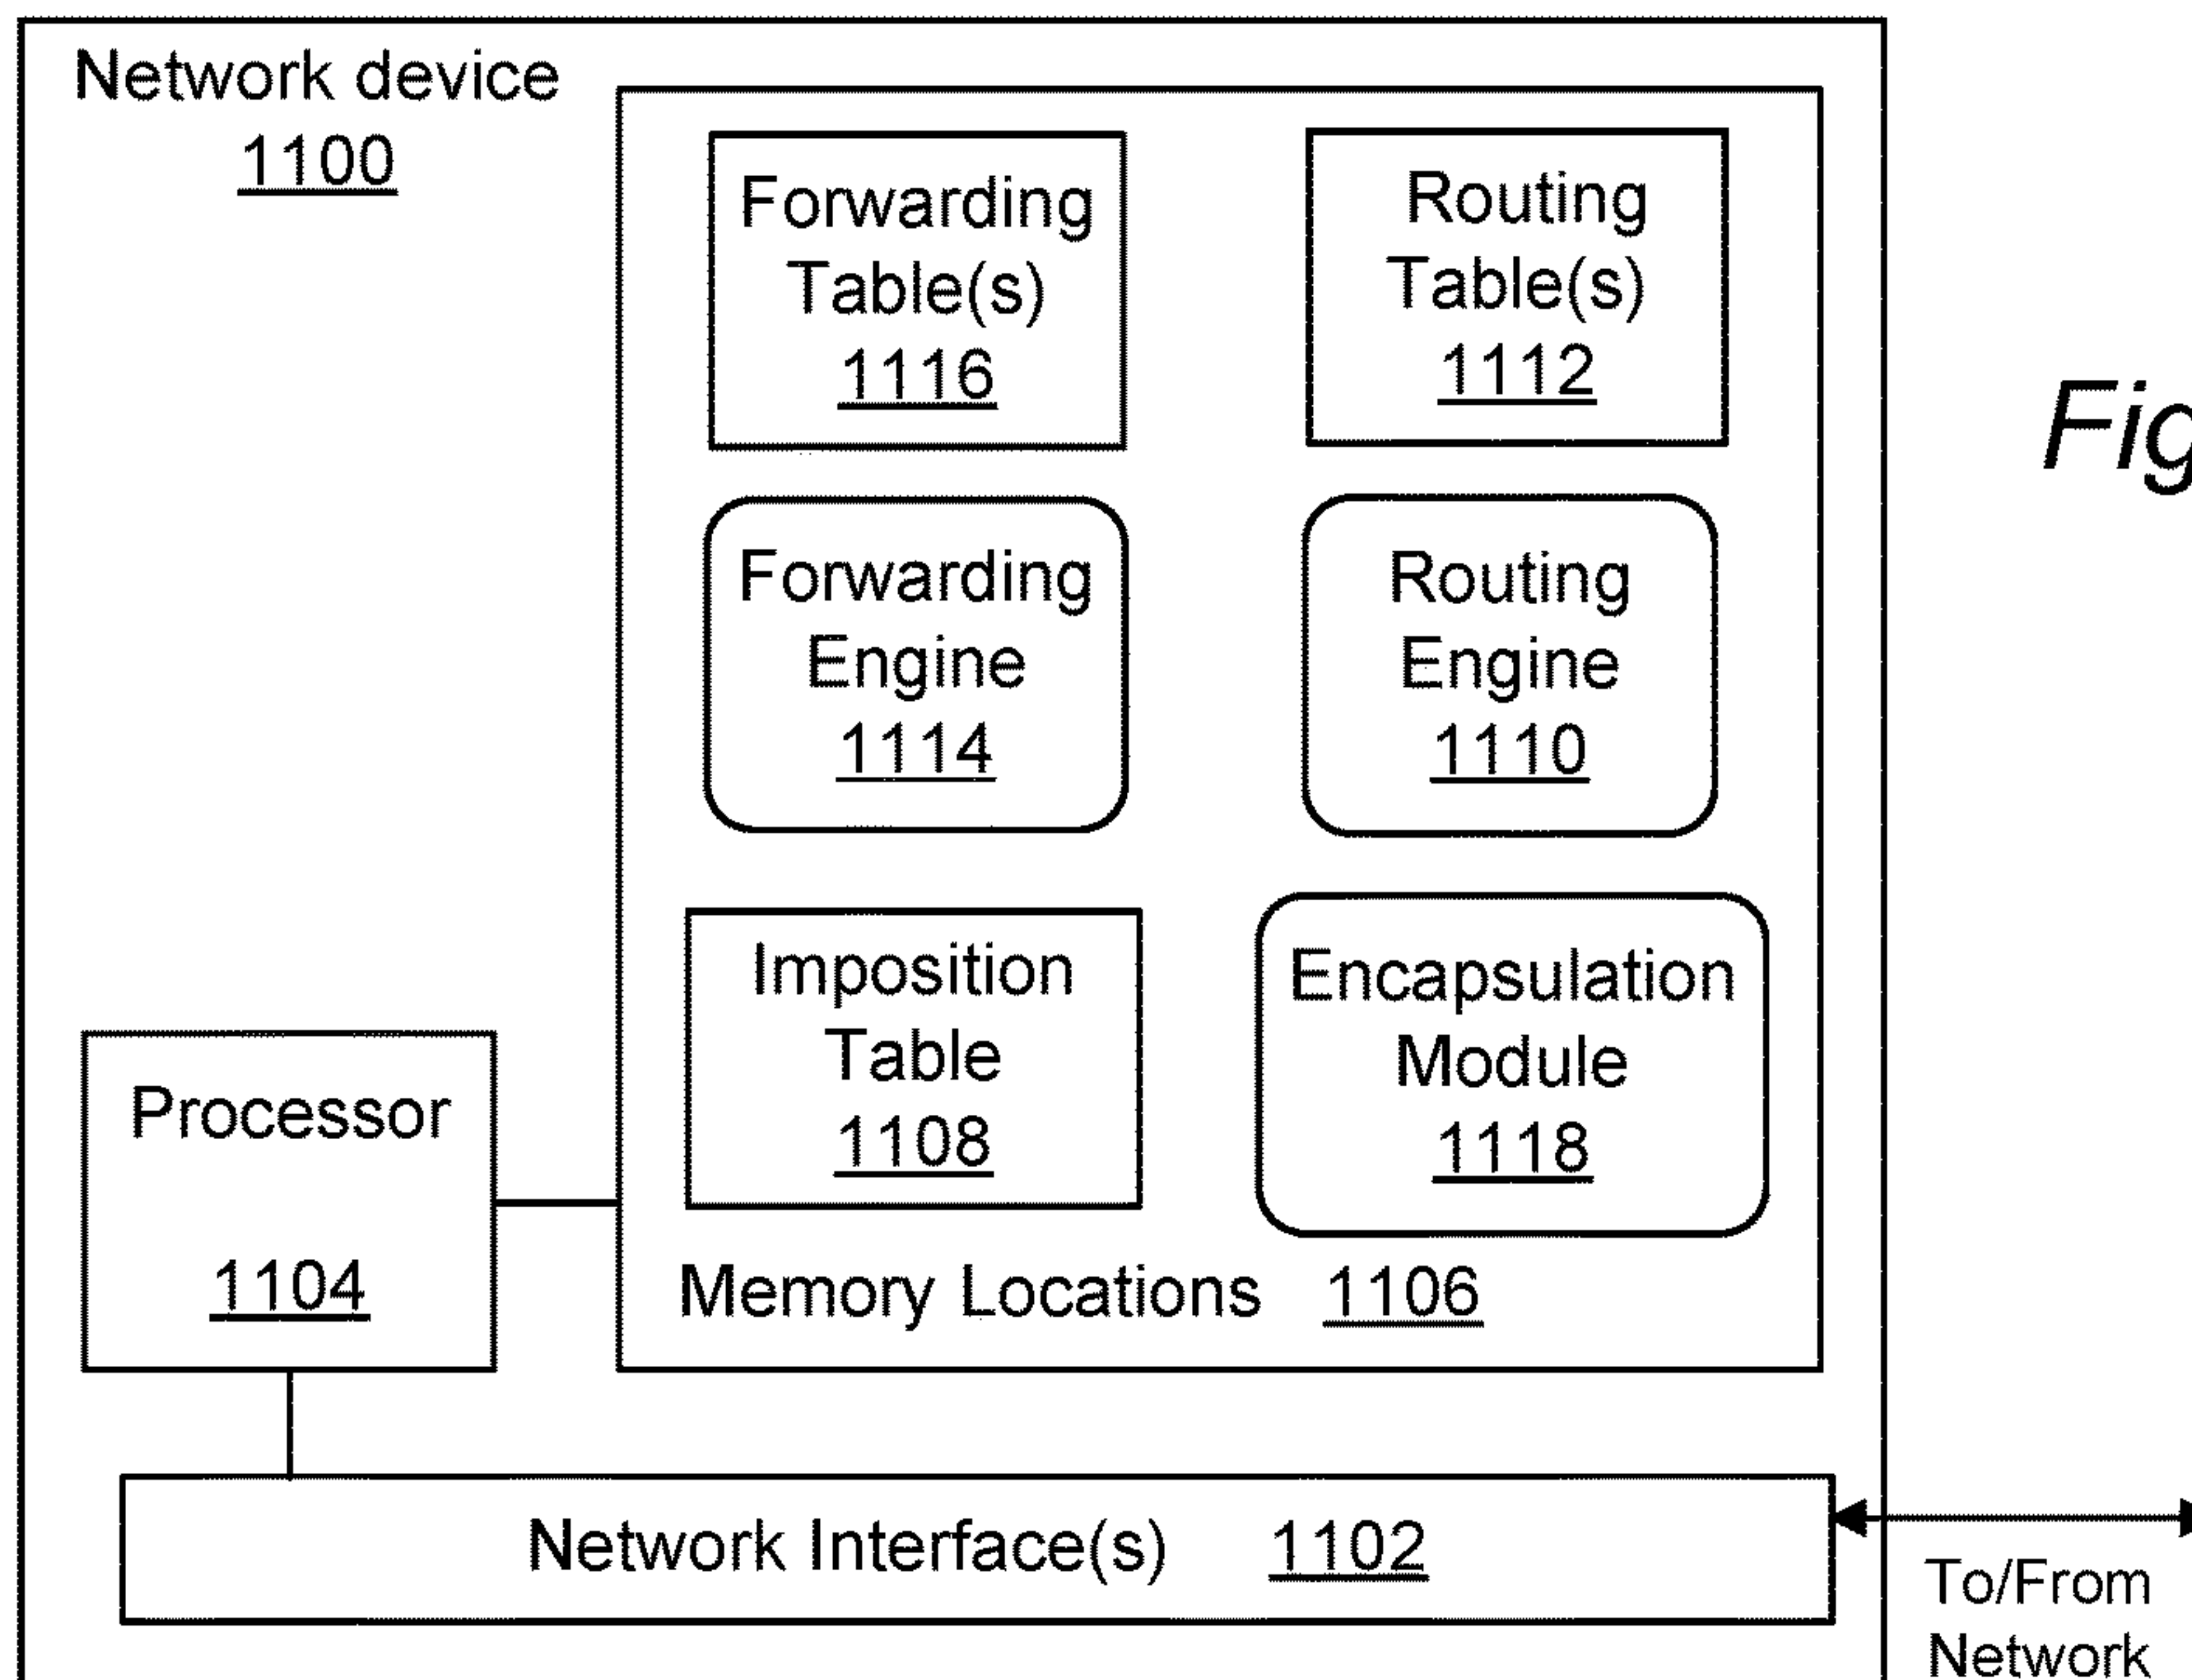 Network device
1100
Forwarding
Table(s)
1116
Routing
Table(s)
1112
Fig
Forwarding
Engine
1114
Routing
Engine
1110
Imposition
Table
1108
Encapsulation
Module
1118
Processor
1104
Memory Locations 1106
Network Interface(s) 1102
To/From
Network